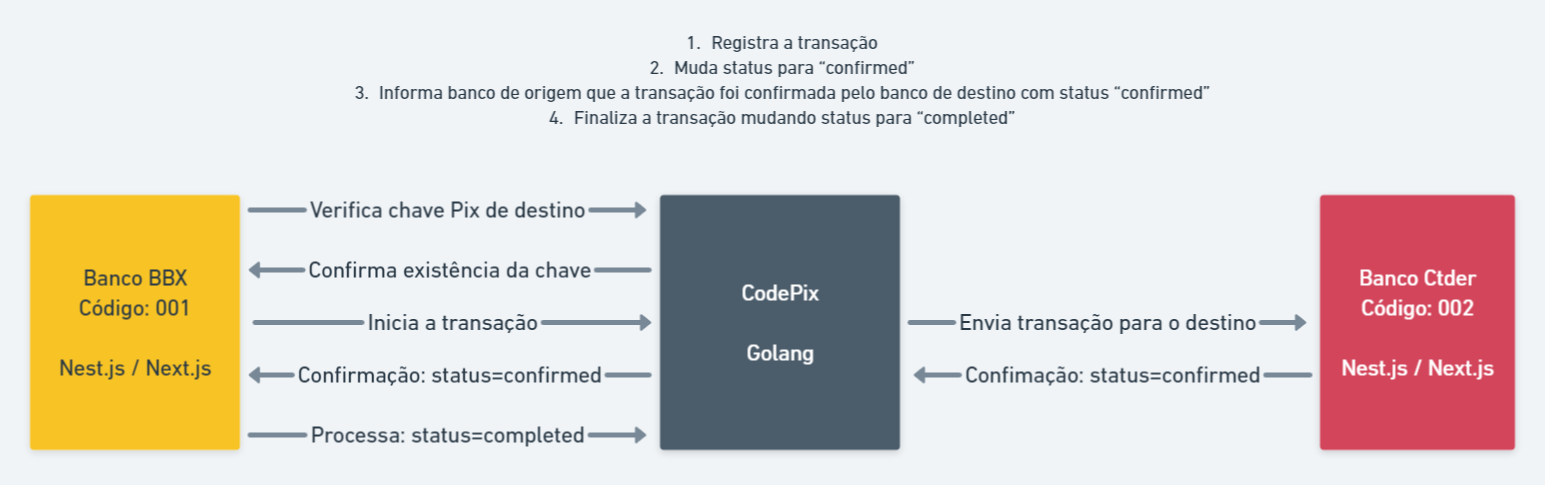 1. Registra a transação
2. Muda status para “confirmed”
3. Informa banco de origem que a transação foi confirmada pelo banco de destino com status “confirmed”
4. Finaliza a transação mudando status para “completed”
Banco BBX
Código: 001
Nest.js / Next.js
Verifica chave Pix de destino
Confirma existência da chave
Inicia a transação
Confirmação: status=confirmed
Processa: status=completed
CodePix
Golang
Envia transação para o destino
Confimação: status=confirmed
Banco Ctder
Código: 002
Nest.js / Next.js